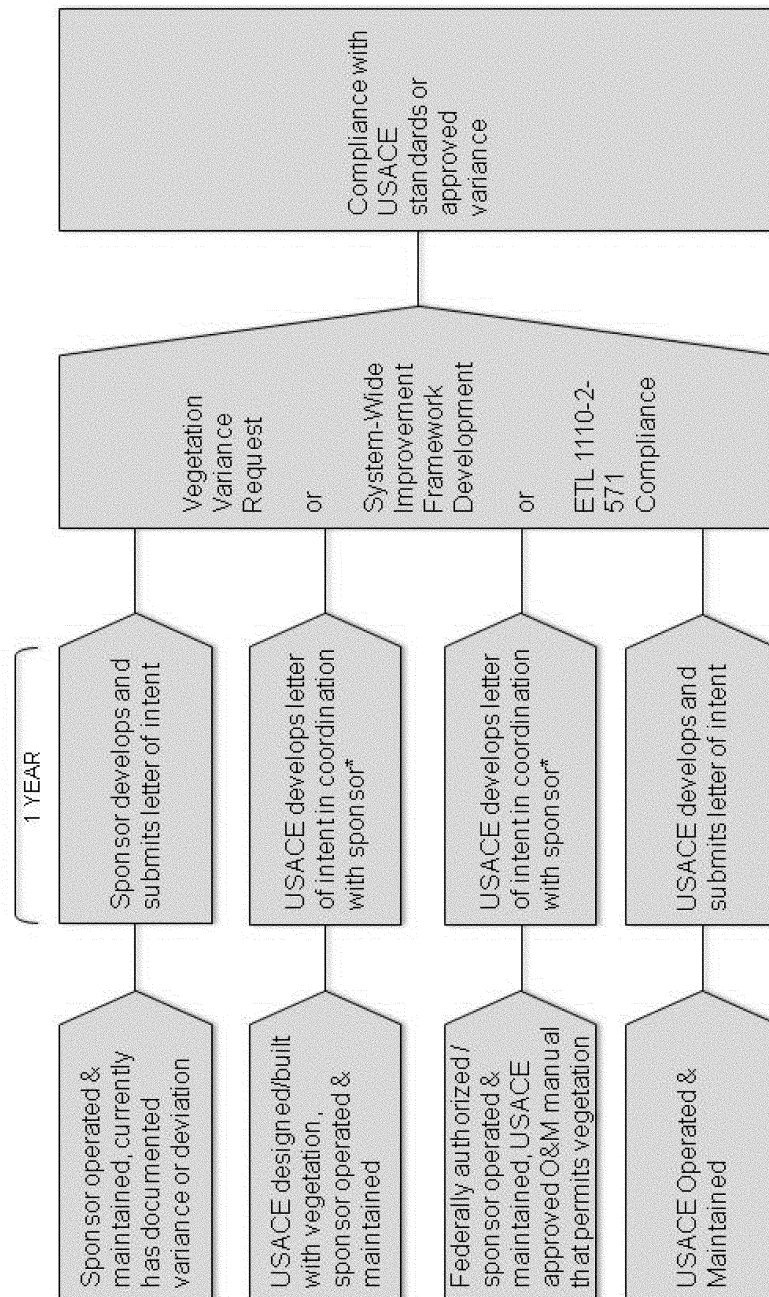 1 YEAR
Sponsor operated &
maintained, currently
has documented
variance or deviation
Sponsor develops and
submits letter of intent
USACE designed/built
with vegetation,
sponsor operated &
maintained
USACE develops letter
of intent in coordination
with sponsor*
Federally authorized /
sponsor operated &
maintained, USACE
approved O&M manual
that permits vegetation
USACE develops letter
of intent in coordination
with sponsor*
USACE Operated &
Maintained
USACE develops and
submits letter of intent
Vegetation
Variance
Request
or
System-Wide
Improvement
Framework
Development
or
ETL 1110-2-
571
Compliance
Compliance with
USACE
standards or
approved
variance